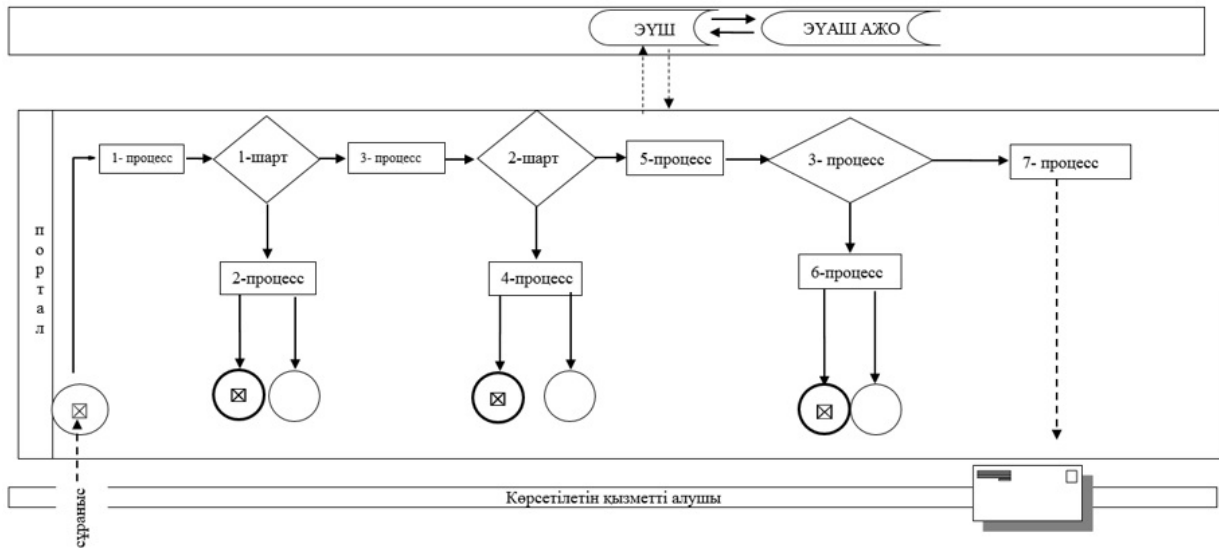 ЭҮШ
ЭҮАШ АЖО
портал
1- процесс
1-шарт
3- процесс
2-шарт
5-процесс
3- процесс
7- процесс
2-процесс
4-процесс
6-процесс
сұраныс
Көрсетілетін қызметті алушы